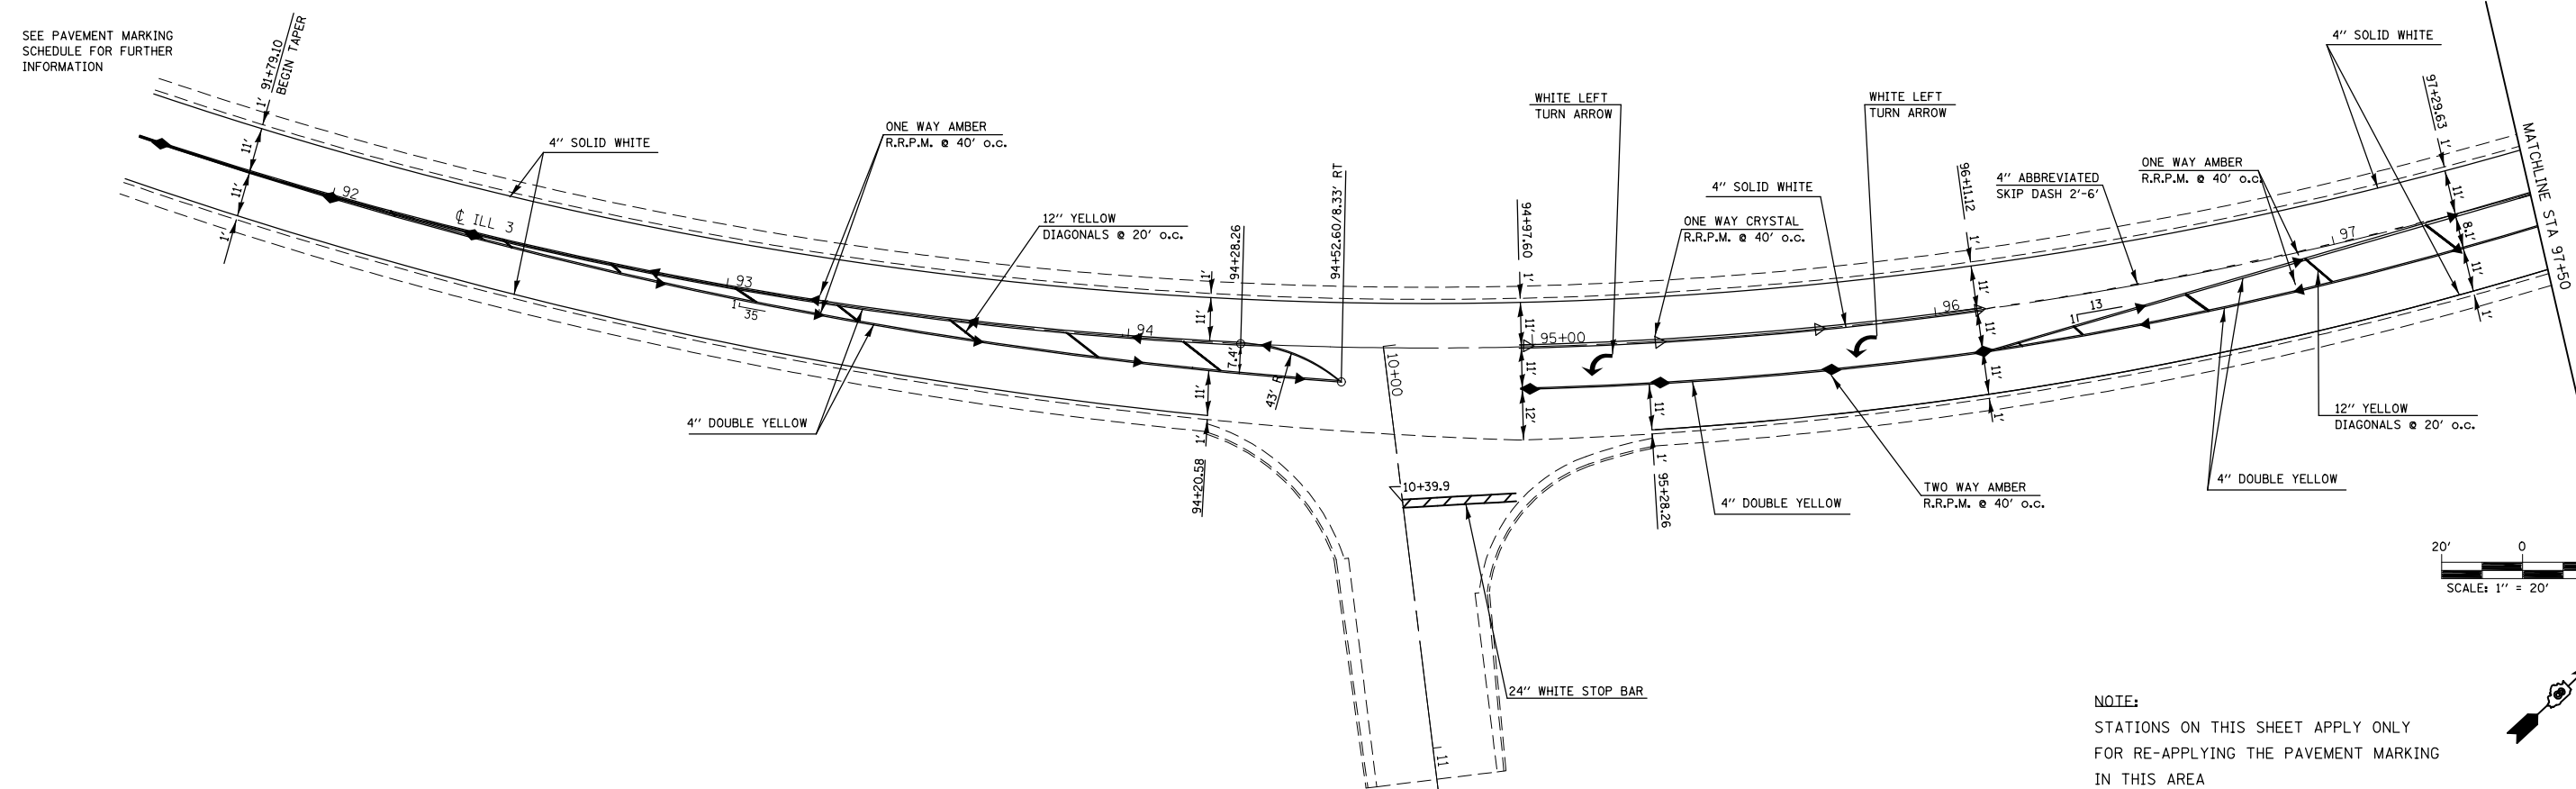 SEE PAVEMENT MARKING
SCHEDULE FOR FURTHER
INFORMATION
1' 91+79.10
BEGIN TAPER
11'
11'
1'
92
℄ ILL 3
4" SOLID WHITE
ONE WAY AMBER
R.R.P.M. @ 40' o.c.
93
1
35
12" YELLOW
DIAGONALS @ 20' o.c.
4" DOUBLE YELLOW
94
1'
11'
94+28.26
7.4'
11'
1'
94+20.58
94+52.60/8.33' RT
43' R
10+00
10+39.9
11
24" WHITE STOP BAR
94+97.60
1'
11'
11'
12'
95+00
WHITE LEFT
TURN ARROW
WHITE LEFT
TURN ARROW
4" SOLID WHITE
ONE WAY CRYSTAL
R.R.P.M. @ 40' o.c.
11'
1' 95+28.26
4" DOUBLE YELLOW
TWO WAY AMBER
R.R.P.M. @ 40' o.c.
96
96+11.12
1'
11'
11'
11'
1'
4" ABBREVIATED
SKIP DASH 2'-6'
ONE WAY AMBER
R.R.P.M. @ 40' o.c.
1
13
97
4" SOLID WHITE
97+29.63
1'
11'
8.1'
11'
1'
MATCHLINE STA 97+50
12" YELLOW
DIAGONALS @ 20' o.c.
4" DOUBLE YELLOW
20'
0
SCALE: 1" = 20'
NOTE:
STATIONS ON THIS SHEET APPLY ONLY
FOR RE-APPLYING THE PAVEMENT MARKING
IN THIS AREA